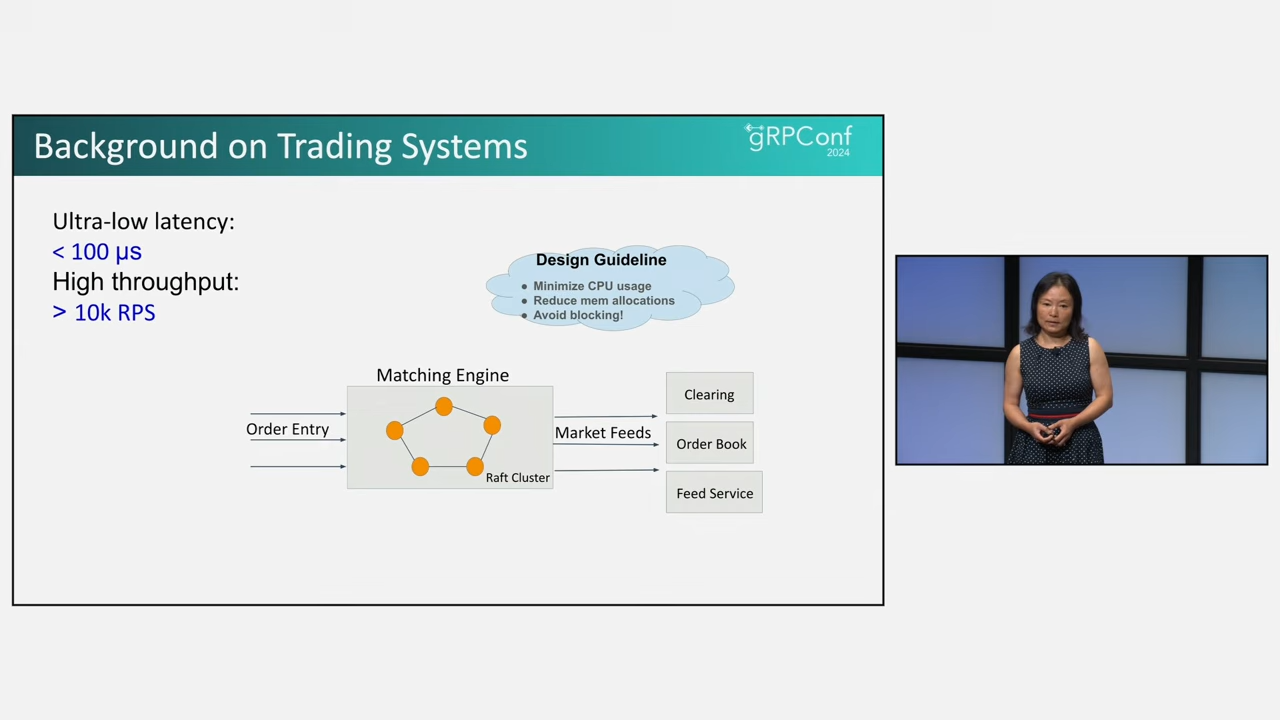 Background on Trading Systems
gRPConf
2024
Ultra-low latency:
< 100 µs
High throughput:
> 10k RPS
Design Guideline
● Minimize CPU usage
● Reduce mem allocations
● Avoid blocking!
Matching Engine
Order Entry
Raft Cluster
Market Feeds
Clearing
Order Book
Feed Service